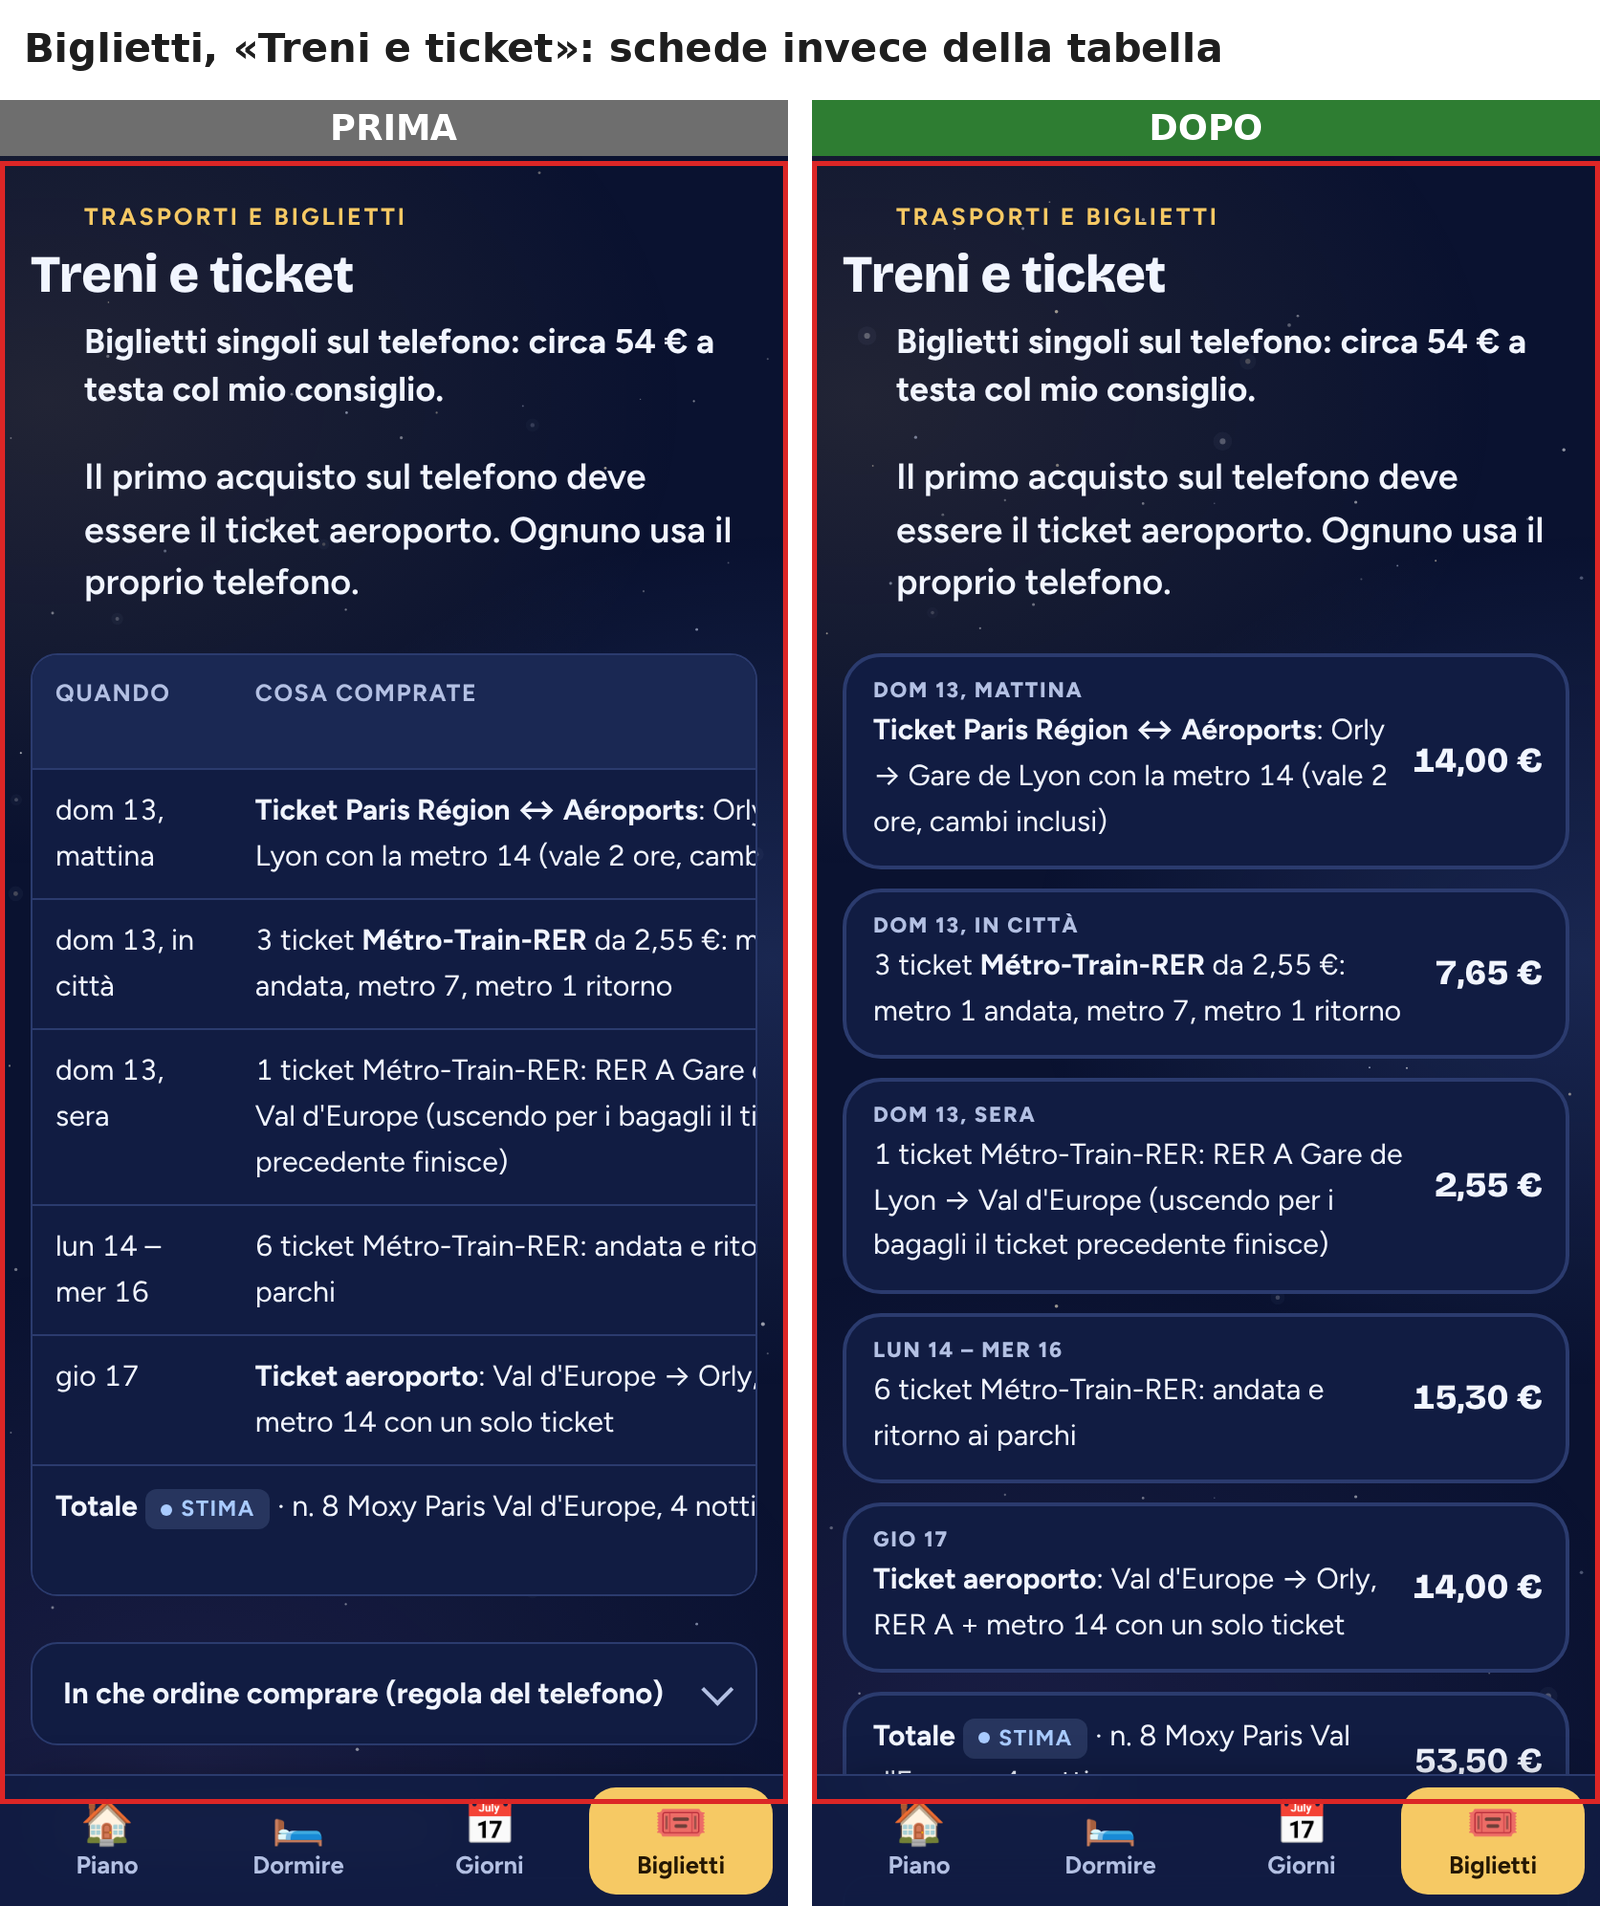 Biglietti, «Treni e ticket»: schede invece della tabella
PRIMA
TRASPORTI E BIGLIETTI
Treni e ticket
Biglietti singoli sul telefono: circa 54 € a
testa col mio consiglio.
Il primo acquisto sul telefono deve
essere il ticket aeroporto. Ognuno usa il
proprio telefono.
QUANDO COSA COMPRATE
dom 13,
mattina
Ticket Paris Région ↔ Aéroports: Orly
Lyon con la metro 14 (vale 2 ore, camb
dom 13, in
città
3 ticket Métro-Train-RER da 2,55 €: m
andata, metro 7, metro 1 ritorno
dom 13,
sera
1 ticket Métro-Train-RER: RER A Gare d
Val d'Europe (uscendo per i bagagli il ti
precedente finisce)
lun 14 –
mer 16
6 ticket Métro-Train-RER: andata e rito
parchi
gio 17
Ticket aeroporto: Val d'Europe → Orly,
metro 14 con un solo ticket
Totale • STIMA · n. 8 Moxy Paris Val d'Europe, 4 notti
In che ordine comprare (regola del telefono)
Piano
Dormire
July
17
Giorni
Biglietti
DOPO
TRASPORTI E BIGLIETTI
Treni e ticket
Biglietti singoli sul telefono: circa 54 € a
testa col mio consiglio.
Il primo acquisto sul telefono deve
essere il ticket aeroporto. Ognuno usa il
proprio telefono.
DOM 13, MATTINA
Ticket Paris Région ↔ Aéroports: Orly
→ Gare de Lyon con la metro 14 (vale 2
ore, cambi inclusi)
14,00 €
DOM 13, IN CITTÀ
3 ticket Métro-Train-RER da 2,55 €:
metro 1 andata, metro 7, metro 1 ritorno
7,65 €
DOM 13, SERA
1 ticket Métro-Train-RER: RER A Gare de
Lyon → Val d'Europe (uscendo per i
bagagli il ticket precedente finisce)
2,55 €
LUN 14 – MER 16
6 ticket Métro-Train-RER: andata e
ritorno ai parchi
15,30 €
GIO 17
Ticket aeroporto: Val d'Europe → Orly,
RER A + metro 14 con un solo ticket
14,00 €
Totale • STIMA · n. 8 Moxy Paris Val
53,50 €
Piano
Dormire
July
17
Giorni
Biglietti